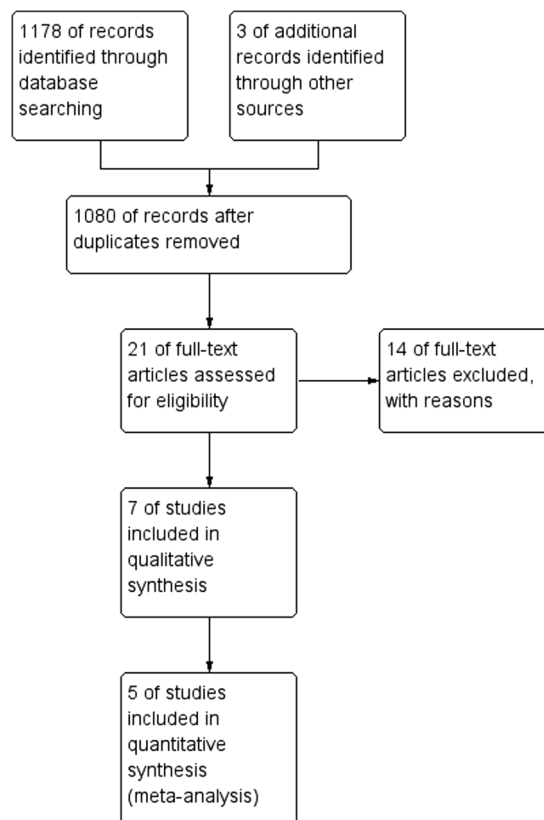 1178 of records
identified through
database
searching
3 of additional
records identified
through other
sources
1080 of records after
duplicates removed
21 of full-text
articles assessed
for eligibility
14 of full-text
articles excluded,
with reasons
7 of studies
included in
qualitative
synthesis
5 of studies
included in
quantitative
synthesis
(meta-analysis)